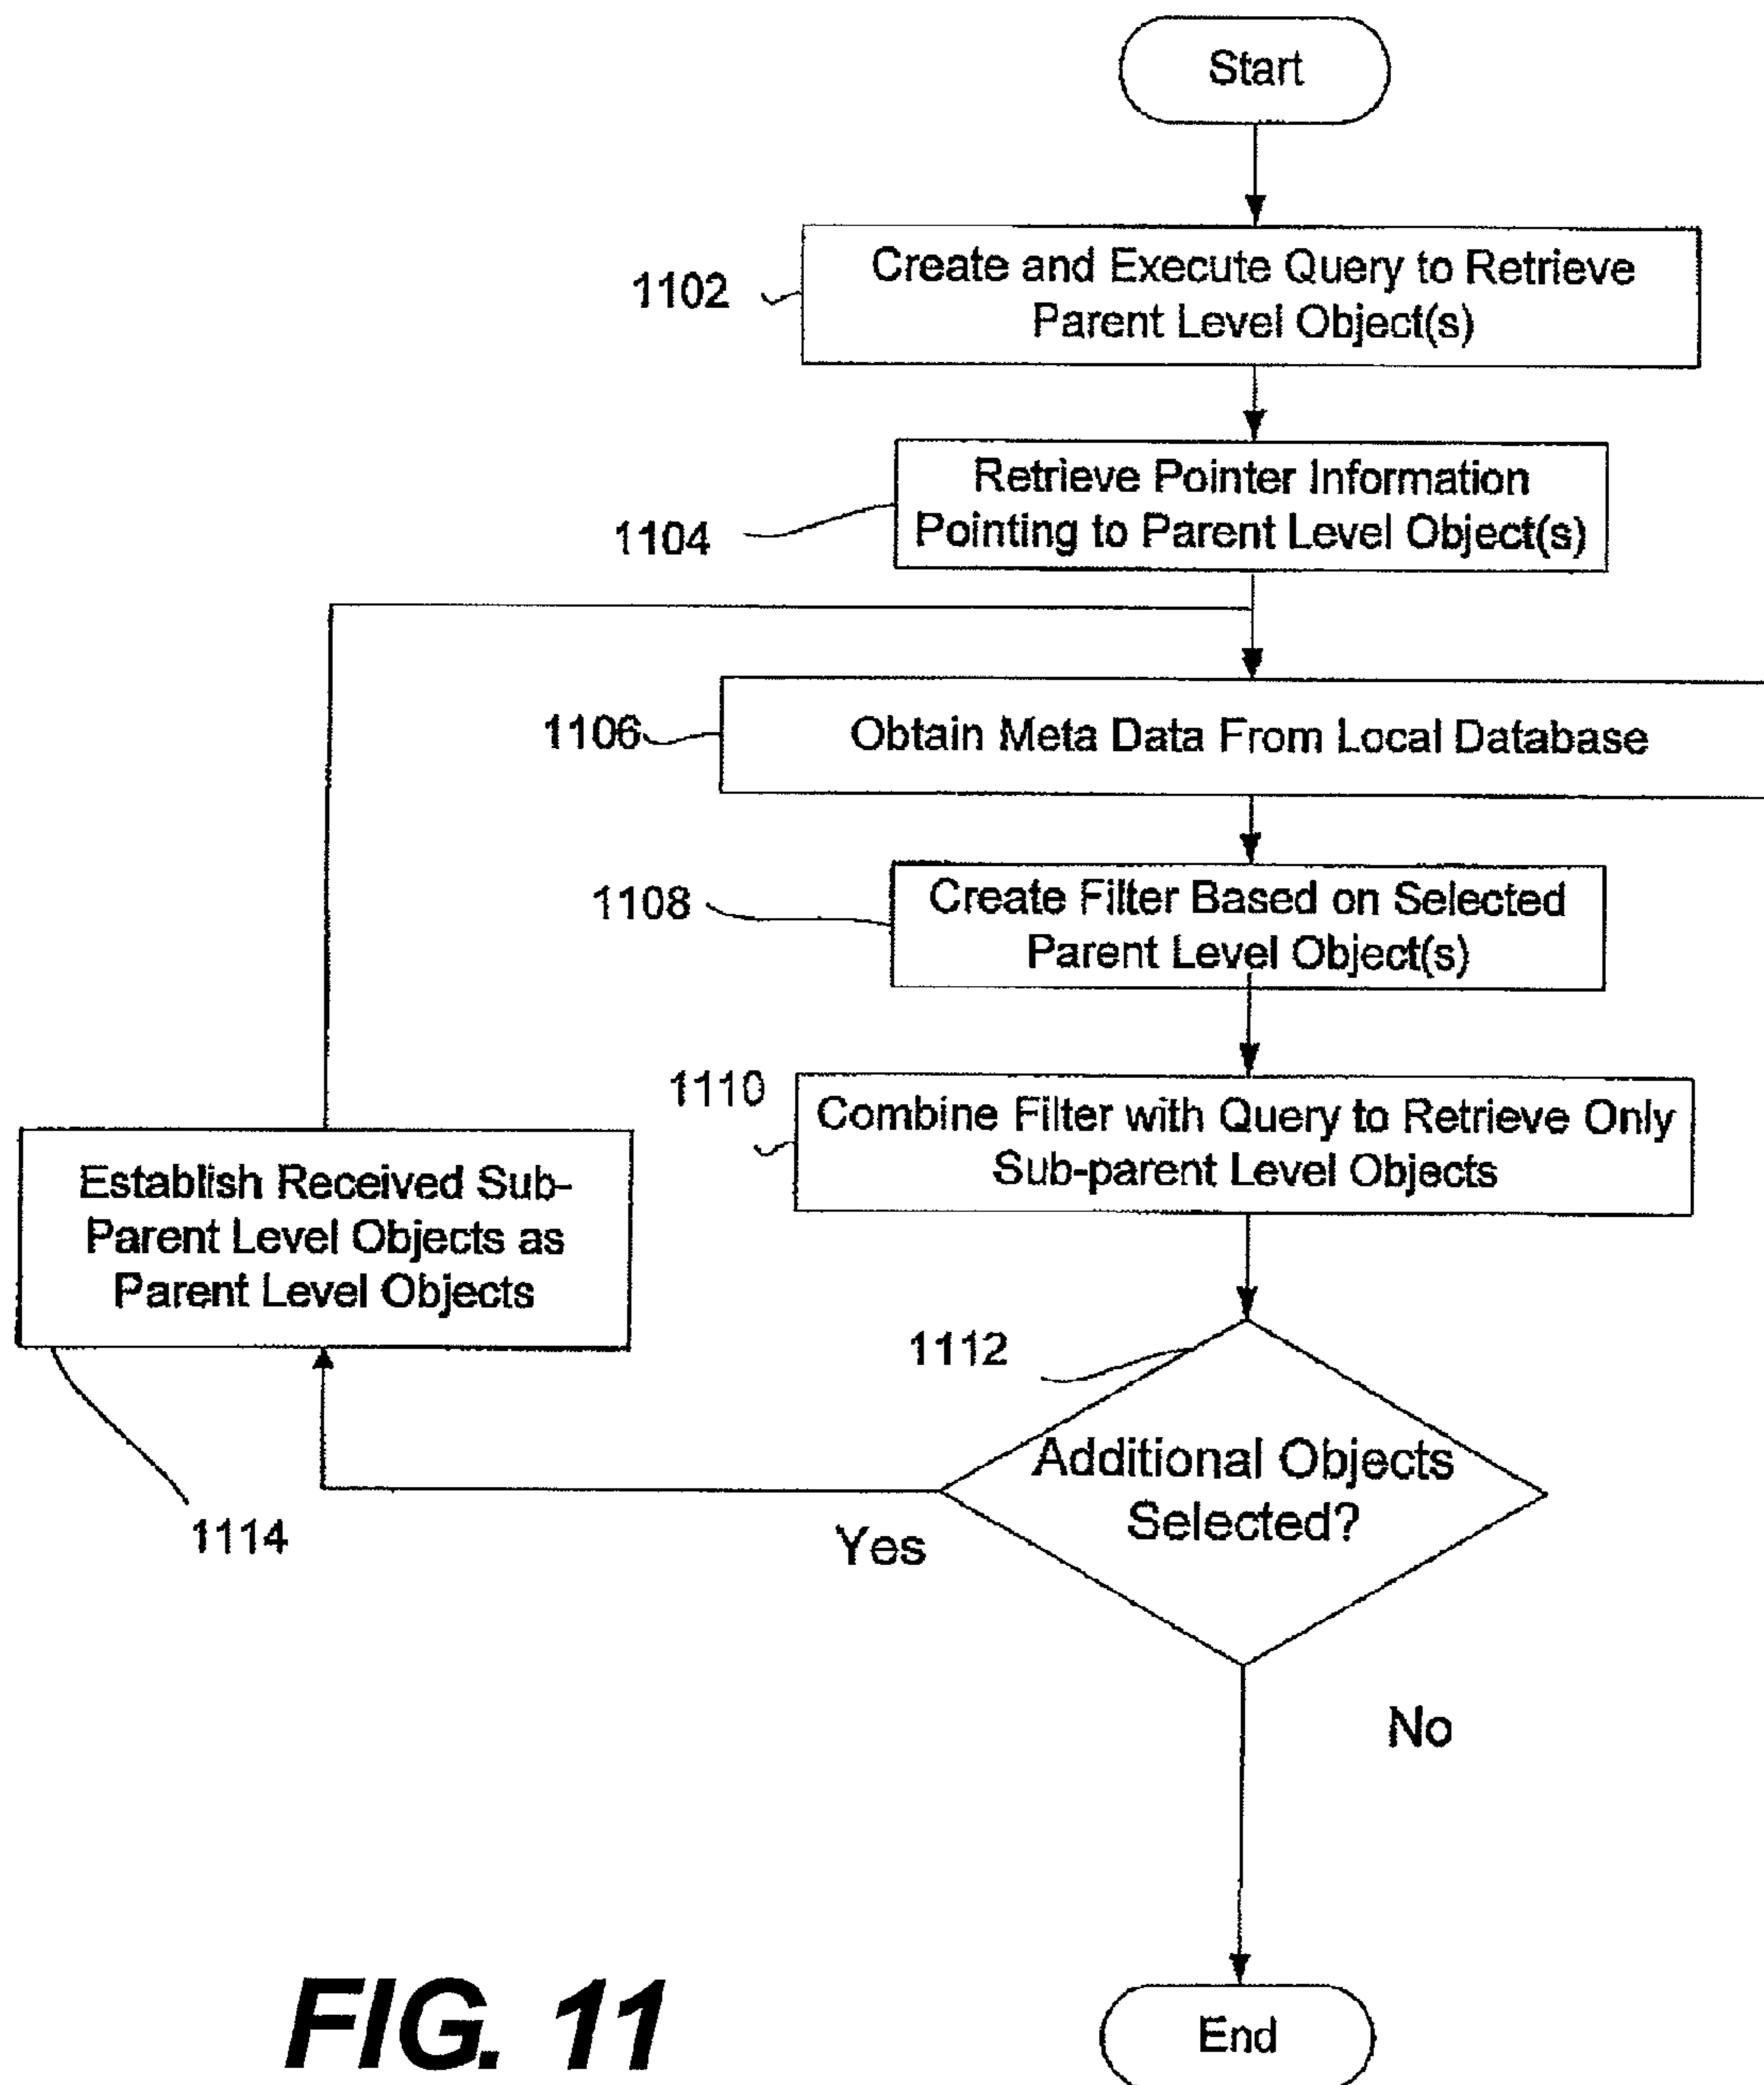 Start
1102
Create and Execute Query to Retrieve
Parent Level Object(s)
1104
Retrieve Pointer Information
Pointing to Parent Level Object(s)
1106
Obtain Meta Data From Local Database
1108
Create Filter Based on Selected
Parent Level Object(s)
1110
Combine Filter with Query to Retrieve Only
Sub-parent Level Objects
Establish Received Sub-
Parent Level Objects as
Parent Level Objects
1114
1112
Additional Objects
Selected?
Yes
No
End
FIG. 11